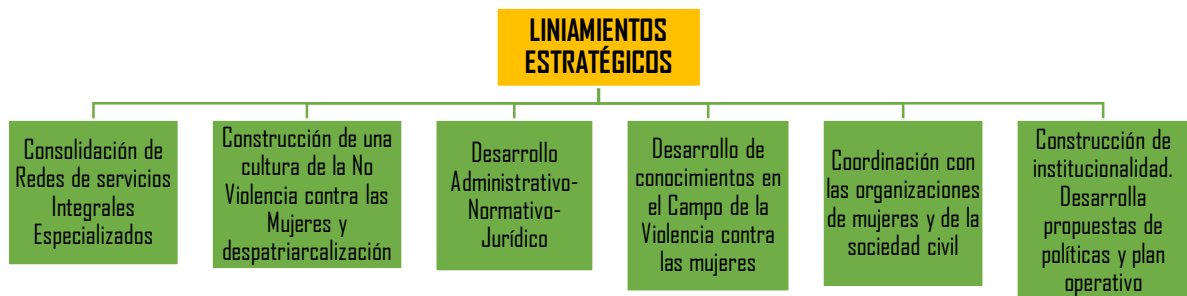 LINIAMIENTOS
ESTRATÉGICOS
Consolidación de
Redes de servicios
Integrales
Especializados
Construcción de una
cultura de la No
Violencia contra las
Mujeres y
despatriarcalización
Desarrollo
Administrativo-
Normativo-
Jurídico
Desarrollo de
conocimientos en
el Campo de la
Violencia contra
las mujeres
Coordinación con
las organizaciones
de mujeres y de la
sociedad civil
Construcción de
institucionalidad.
Desarrolla
propuestas de
políticas y plan
operativo